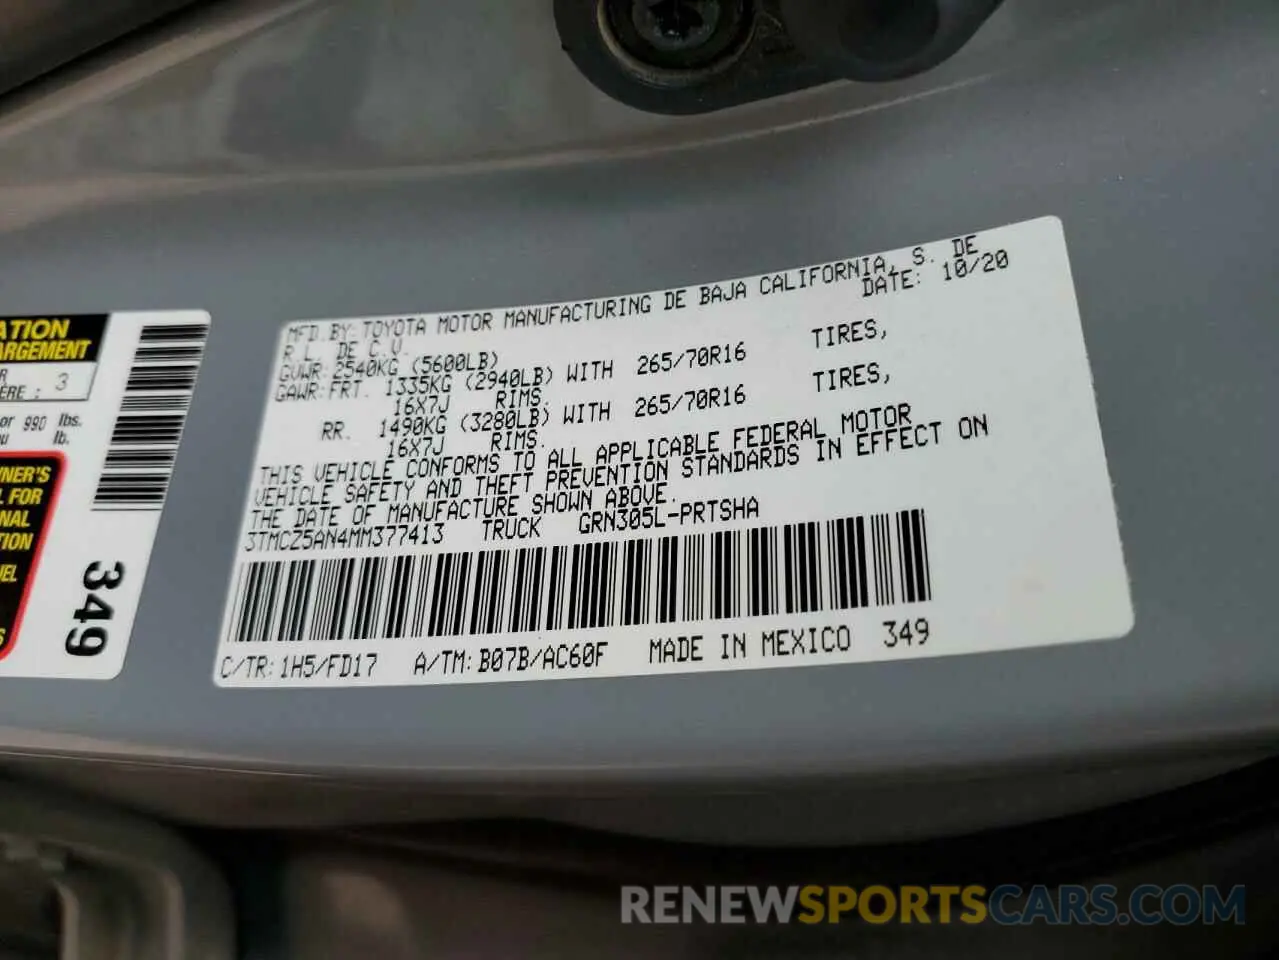 MFD. BY: TOYOTA MOTOR MANUFACTURING DE BAJA CALIFORNIA, S. DE
R.L. DE C.V. DATE: 10/20
GVWR: 2540KG (5600LB)
GAWR: FRT. 1335KG (2940LB) WITH 265/70R16 TIRES,
16X7J RIMS.
RR. 1490KG (3280LB) WITH 265/70R16 TIRES,
16X7J RIMS.
THIS VEHICLE CONFORMS TO ALL APPLICABLE FEDERAL MOTOR
VEHICLE SAFETY AND THEFT PREVENTION STANDARDS IN EFFECT ON
THE DATE OF MANUFACTURE SHOWN ABOVE.
3TMCZ5AN4MM377413 TRUCK GRN305L-PRTSHA
C/TR: 1H5/FD17 A/TM: B07B/AC60F MADE IN MEXICO 349
3
or 990 lbs.
lb.
FOR
349
RENEWSPORTSCARS.COM